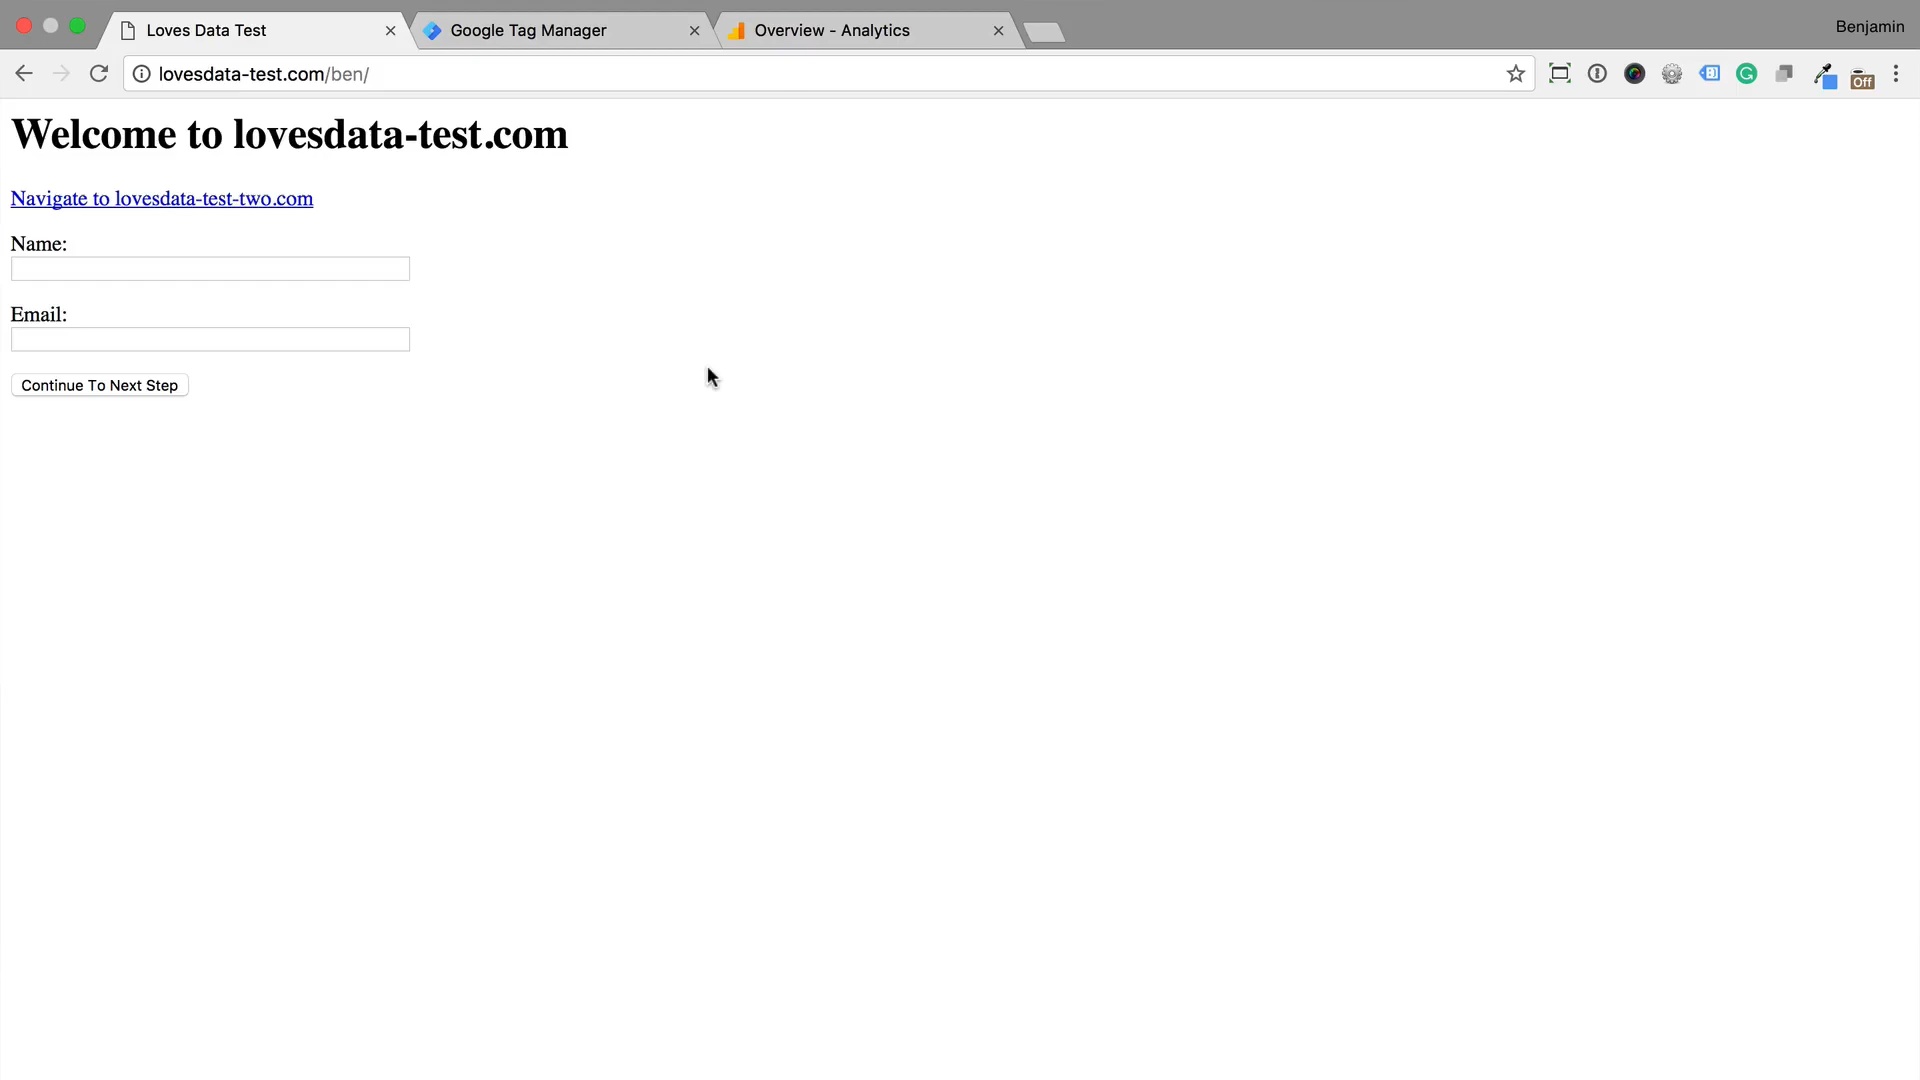 Loves Data Test
Google Tag Manager
Overview - Analytics
Benjamin
lovesdata-test.com/ben/
Off
Welcome to lovesdata-test.com
Navigate to lovesdata-test-two.com
Name:
Email:
Continue To Next Step